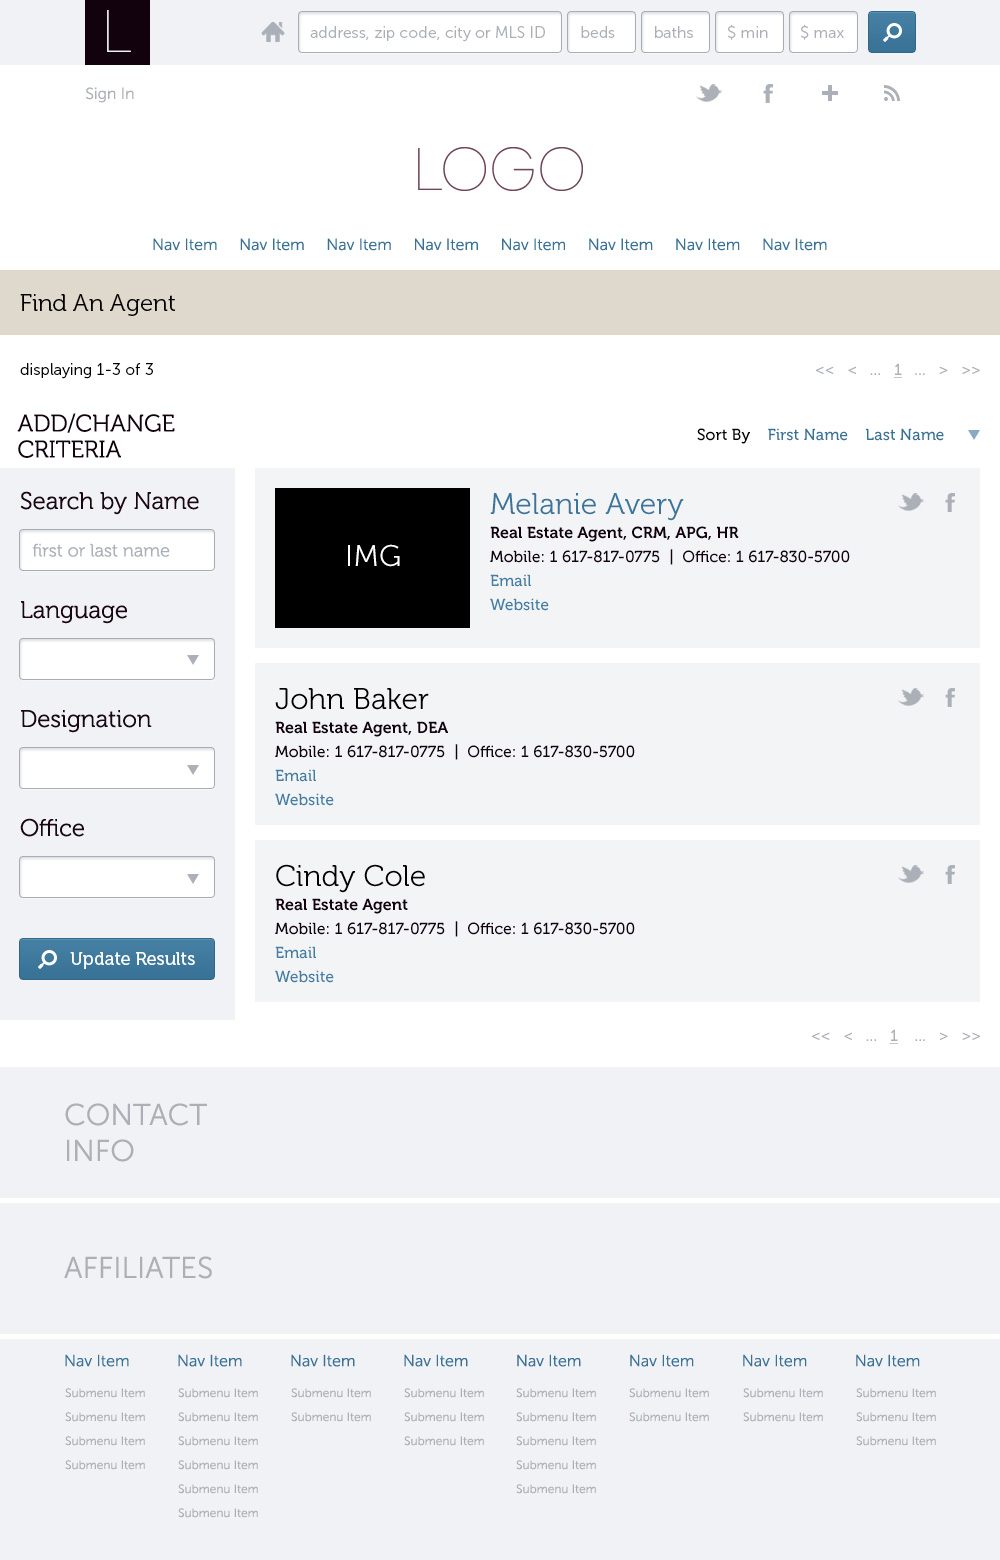 L
address, zip code, city or MLS ID beds baths $ min $ max
Sign In
LOGO
Nav Item Nav Item Nav Item Nav Item Nav Item Nav Item Nav Item Nav Item
Find An Agent
displaying 1-3 of 3 << < ... 1 ... > >>
ADD/CHANGE
CRITERIA
Sort By First Name Last Name
Search by Name
first or last name
Language
Designation
Office
Update Results
IMG
Melanie Avery
Real Estate Agent, CRM, APG, HR
Mobile: 1 617-817-0775 | Office: 1 617-830-5700
Email
Website
John Baker
Real Estate Agent, DEA
Mobile: 1 617-817-0775 | Office: 1 617-830-5700
Email
Website
Cindy Cole
Real Estate Agent
Mobile: 1 617-817-0775 | Office: 1 617-830-5700
Email
Website
<< < ... 1 ... > >>
CONTACT
INFO
AFFILIATES
Nav Item Nav Item Nav Item Nav Item Nav Item Nav Item Nav Item Nav Item
Submenu Item Submenu Item Submenu Item Submenu Item Submenu Item Submenu Item Submenu Item Submenu Item
Submenu Item Submenu Item Submenu Item Submenu Item Submenu Item Submenu Item Submenu Item Submenu Item
Submenu Item Submenu Item Submenu Item Submenu Item Submenu Item
Submenu Item Submenu Item Submenu Item
Submenu Item Submenu Item
Submenu Item